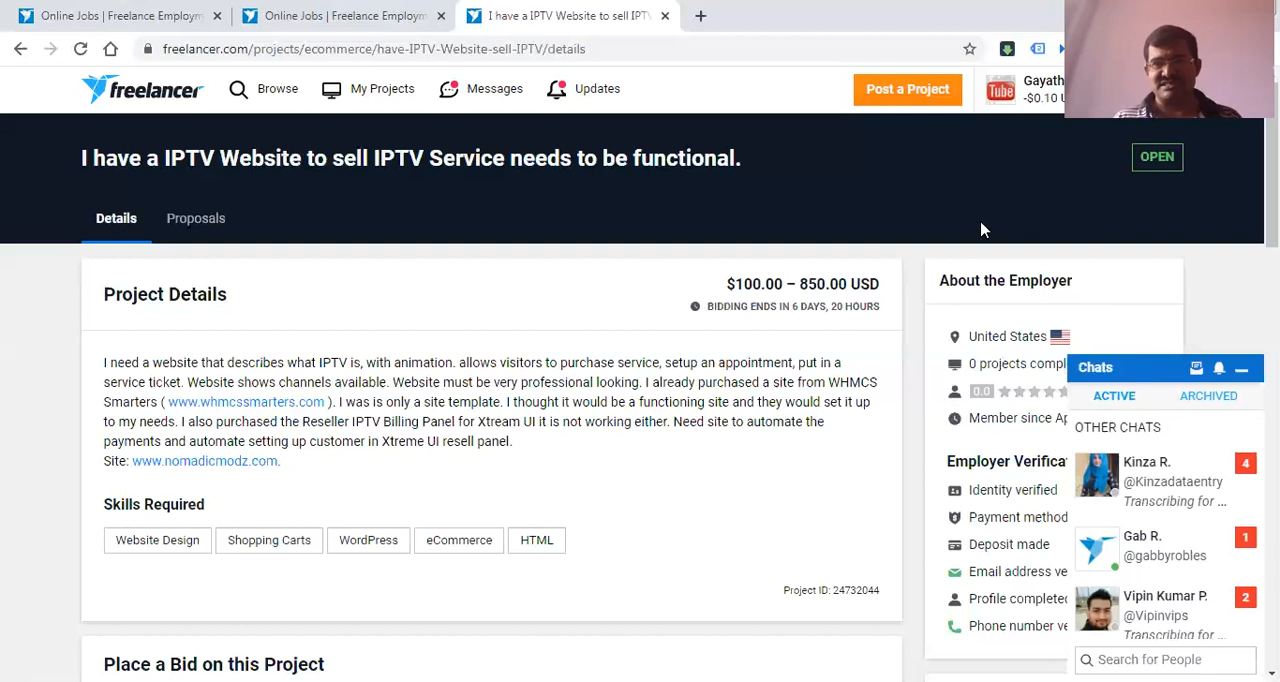 Online Jobs | Freelance Employm
Online Jobs | Freelance Employm
I have a IPTV Website to sell IPT
freelancer.com/projects/ecommerce/have-IPTV-Website-sell-IPTV/details
freelancer
Browse
My Projects
Messages
Updates
Post a Project
Tube
Gayath
-$0.10 U
I have a IPTV Website to sell IPTV Service needs to be functional.
OPEN
Details
Proposals
Project Details
$100.00 – 850.00 USD
BIDDING ENDS IN 6 DAYS, 20 HOURS
I need a website that describes what IPTV is, with animation, allows visitors to purchase service, setup an appointment, put in a
service ticket. Website shows channels available. Website must be very professional looking. I already purchased a site from WHMCS
Smarters ( www.whmcssmarters.com ). I was is only the template. I thought it would be a functioning site and they would set it up
to my needs. I also purchased the Reseller IPTV Billing Panel for Xtream UI it is not working either. Need site to automate the
payments and automate setting up customer in Xtreme UI resell panel.
Site: www.nomadicmodz.com.
Skills Required
Website Design
Shopping Carts
WordPress
eCommerce
HTML
Project ID: 24732044
Place a Bid on this Project
About the Employer
United States
0 projects compl
0.0
Member since Ap
Employer Verifica
Identity verified
Payment method
Deposit made
Email address ve
Profile completed
Phone number ve
Chats
ACTIVE
ARCHIVED
OTHER CHATS
Kinza R.
4
@Kinzadataentry
Transcribing for ...
Gab R.
1
@gabbyrobles
Vipin Kumar P.
2
@Vipinvips
Transcribing for ...
Search for People